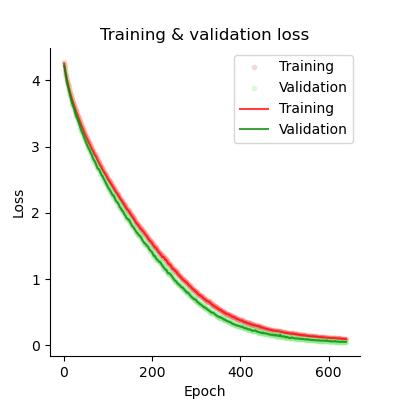 Training & validation loss
Training
Validation
Training
Validation
Loss
4
3
2
1
0
0 200 400 600
Epoch